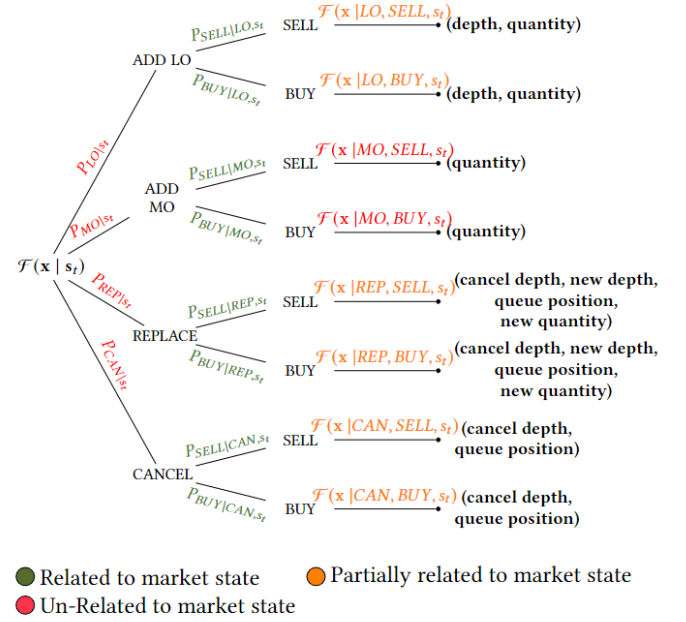 P_{SELL|LO,s_t} SELL ℱ(x |LO, SELL, s_t) (depth, quantity)
ADD LO
P_{BUY|LO,s_t} BUY ℱ(x |LO, BUY, s_t) (depth, quantity)
P_{LO|s_t}
P_{SELL|MO,s_t} SELL ℱ(x |MO, SELL, s_t) (quantity)
ADD
MO
P_{MO|s_t}
P_{BUY|MO,s_t} BUY ℱ(x |MO, BUY, s_t) (quantity)
ℱ(x | s_t)
P_{REP|s_t}
P_{SELL|REP,s_t} SELL ℱ(x |REP, SELL, s_t) (cancel depth, new depth,
queue position,
new quantity)
REPLACE
P_{BUY|REP,s_t} BUY ℱ(x |REP, BUY, s_t) (cancel depth, new depth,
queue position,
new quantity)
P_{CAN|s_t}
P_{SELL|CAN,s_t} SELL ℱ(x |CAN, SELL, s_t) (cancel depth,
queue position)
CANCEL
P_{BUY|CAN,s_t} BUY ℱ(x |CAN, BUY, s_t) (cancel depth,
queue position)
Related to market state
Partially related to market state
Un-Related to market state